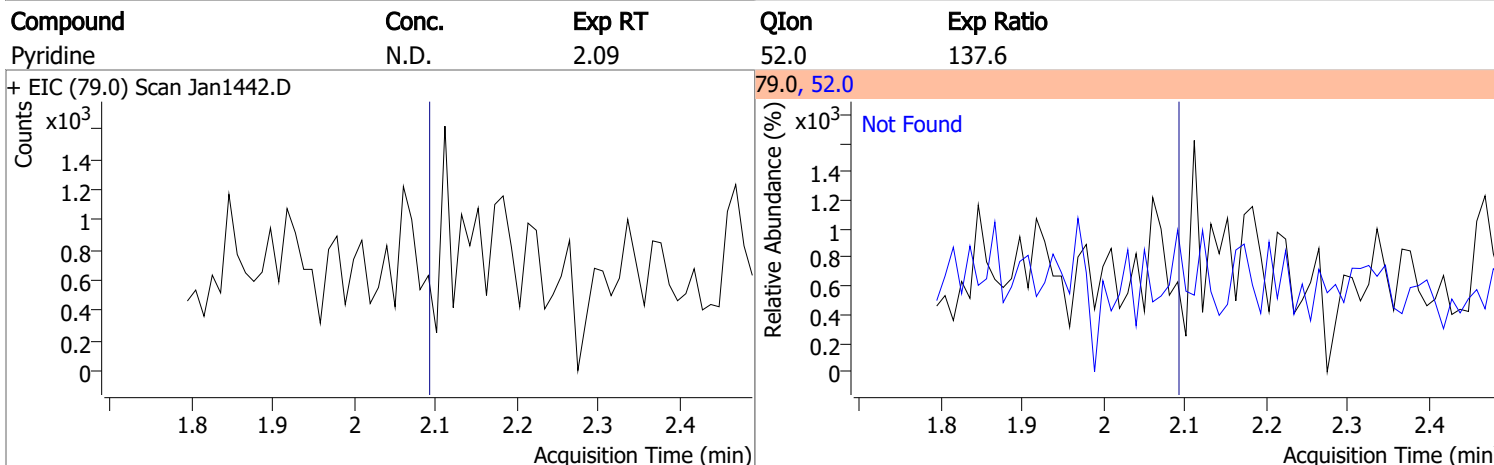 Compound Conc. Exp RT QIon Exp Ratio
Pyridine N.D. 2.09 52.0 137.6
+ EIC (79.0) Scan Jan1442.D
Counts
x10³
1.4
1.2
1
0.8
0.6
0.4
0.2
0
1.8 1.9 2 2.1 2.2 2.3 2.4
Acquisition Time (min)
79.0, 52.0
Relative Abundance (%)
x10³
Not Found
1.4
1.2
1
0.8
0.6
0.4
0.2
0
1.8 1.9 2 2.1 2.2 2.3 2.4
Acquisition Time (min